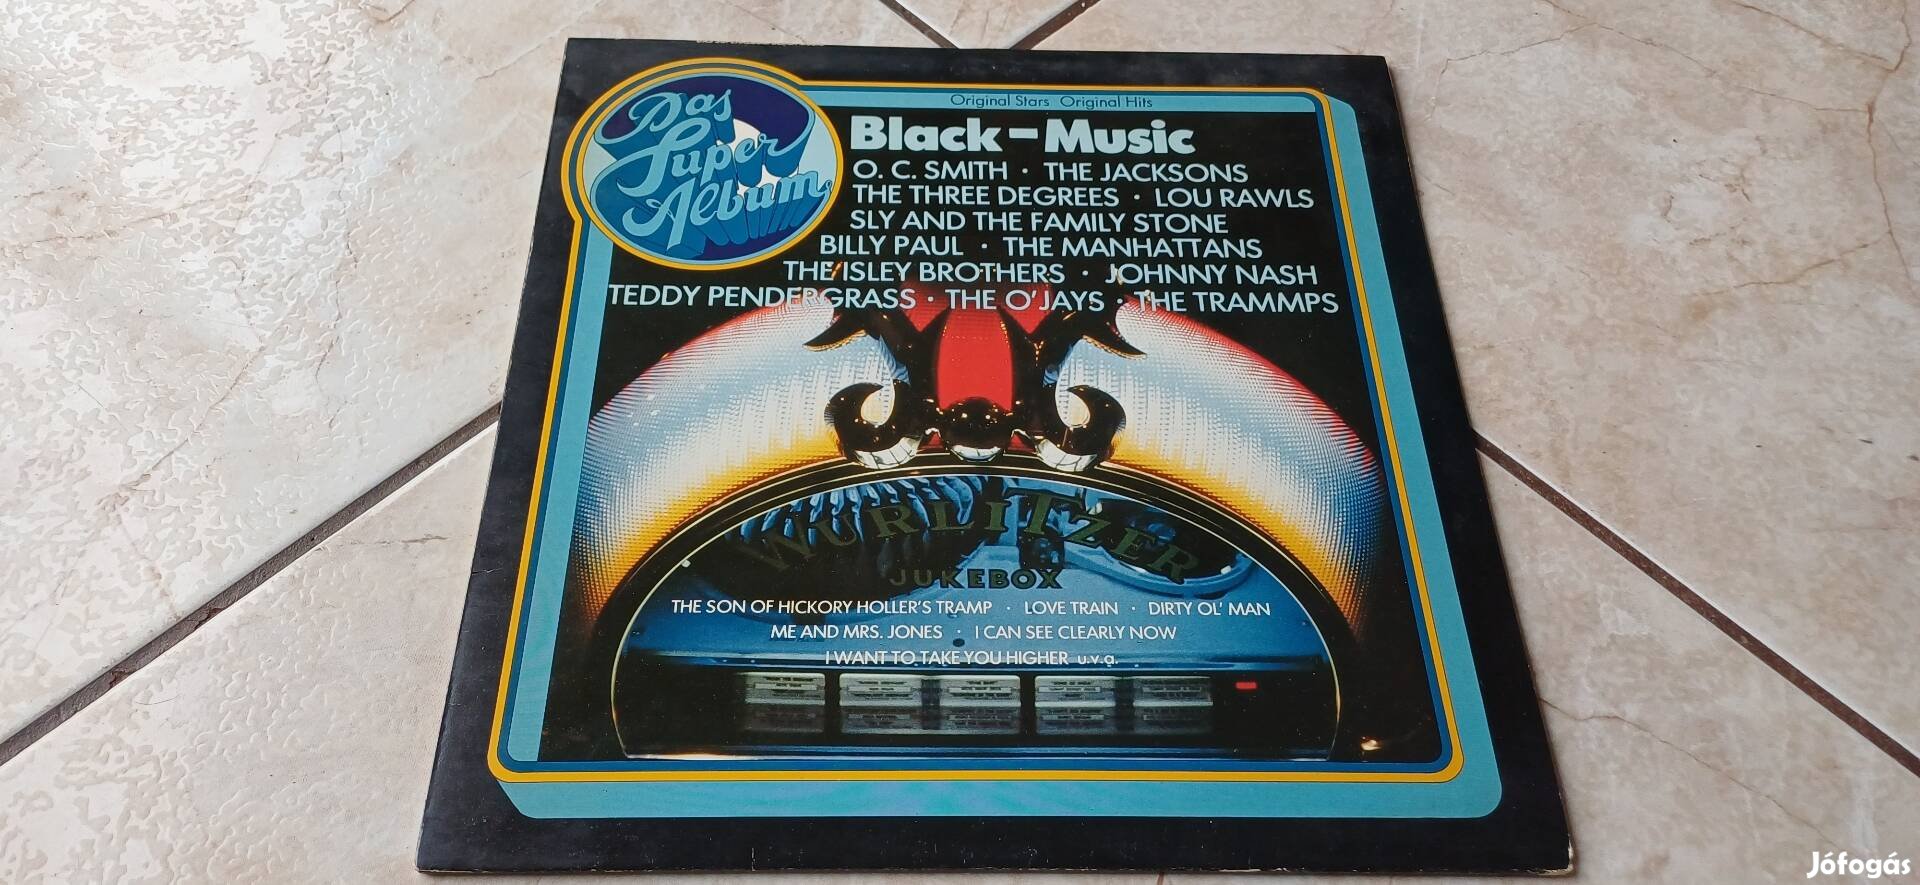 Das
Super
Album
Original Stars Original Hits
Black-Music
O. C. SMITH · THE JACKSONS
THE THREE DEGREES · LOU RAWLS
SLY AND THE FAMILY STONE
BILLY PAUL · THE MANHATTANS
THE ISLEY BROTHERS · JOHNNY NASH
TEDDY PENDERGRASS · THE O'JAYS · THE TRAMMPS
WURLITZER
JUKEBOX
THE SON OF HICKORY HOLLER'S TRAMP · LOVE TRAIN · DIRTY OL' MAN
ME AND MRS. JONES · I CAN SEE CLEARLY NOW
I WANT TO TAKE YOU HIGHER u.v.a.
Jófogás